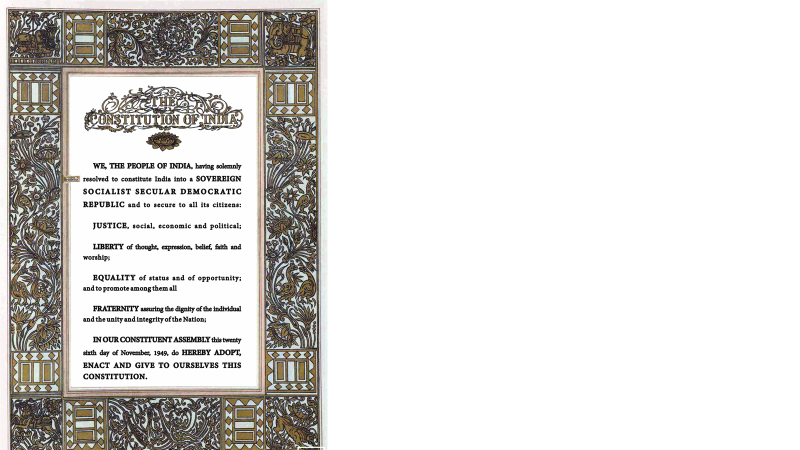 THE
CONSTITUTION OF INDIA
WE, THE PEOPLE OF INDIA, having solemnly
resolved to constitute India into a SOVEREIGN
SOCIALIST SECULAR DEMOCRATIC
REPUBLIC and to secure to all its citizens:
JUSTICE, social, economic and political;
LIBERTY of thought, expression, belief, faith and
worship;
EQUALITY of status and of opportunity;
and to promote among them all
FRATERNITY assuring the dignity of the individual
and the unity and integrity of the Nation;
IN OUR CONSTITUENT ASSEMBLY this twenty
sixth day of November, 1949, do HEREBY ADOPT,
ENACT AND GIVE TO OURSELVES THIS
CONSTITUTION.